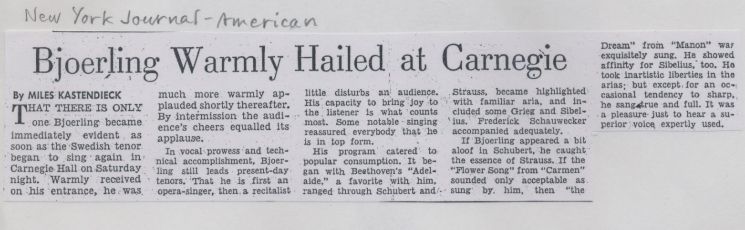 New York Journal-American
Bjoerling Warmly Hailed at Carnegie
By MILES KASTENDIECK
THAT THERE IS ONLY
one Bjoerling became
immediately evident as
soon as the Swedish tenor
began to sing again in
Carnegie Hall on Saturday
night. Warmly received
on his entrance, he was
much more warmly ap-
plauded shortly thereafter.
By intermission the audi-
ence's cheers equalled its
applause.
In vocal prowess and tech-
nical accomplishment, Bjoer-
ling still leads present-day
tenors. That he is first an
opera-singer, then a recitalist
little disturbs an audience.
His capacity to bring joy to
the listener is what counts
most. Some notable singing
reassured everybody that he
is in top form.
His program catered to
popular consumption. It be-
gan with Beethoven's "Adel-
aide," a favorite with him,
ranged through Schubert and
Strauss, became highlighted
with familiar aria, and in-
cluded some Grieg and Sibel-
ius. Frederick Schauwecker
accompanied adequately.
If Bjoerling appeared a bit
aloof in Schubert, he caught
the essence of Strauss. If the
"Flower Song" from "Carmen"
sounded only acceptable as
sung by him, then "the
Dream" from "Manon" was
exquisitely sung. He showed
affinity for Sibelius, too. He
took inartistic liberties in the
arias; but except for an oc-
casional tendency to sharp,
he sang true and full. It was
a pleasure just to hear a su-
perior voice expertly used.